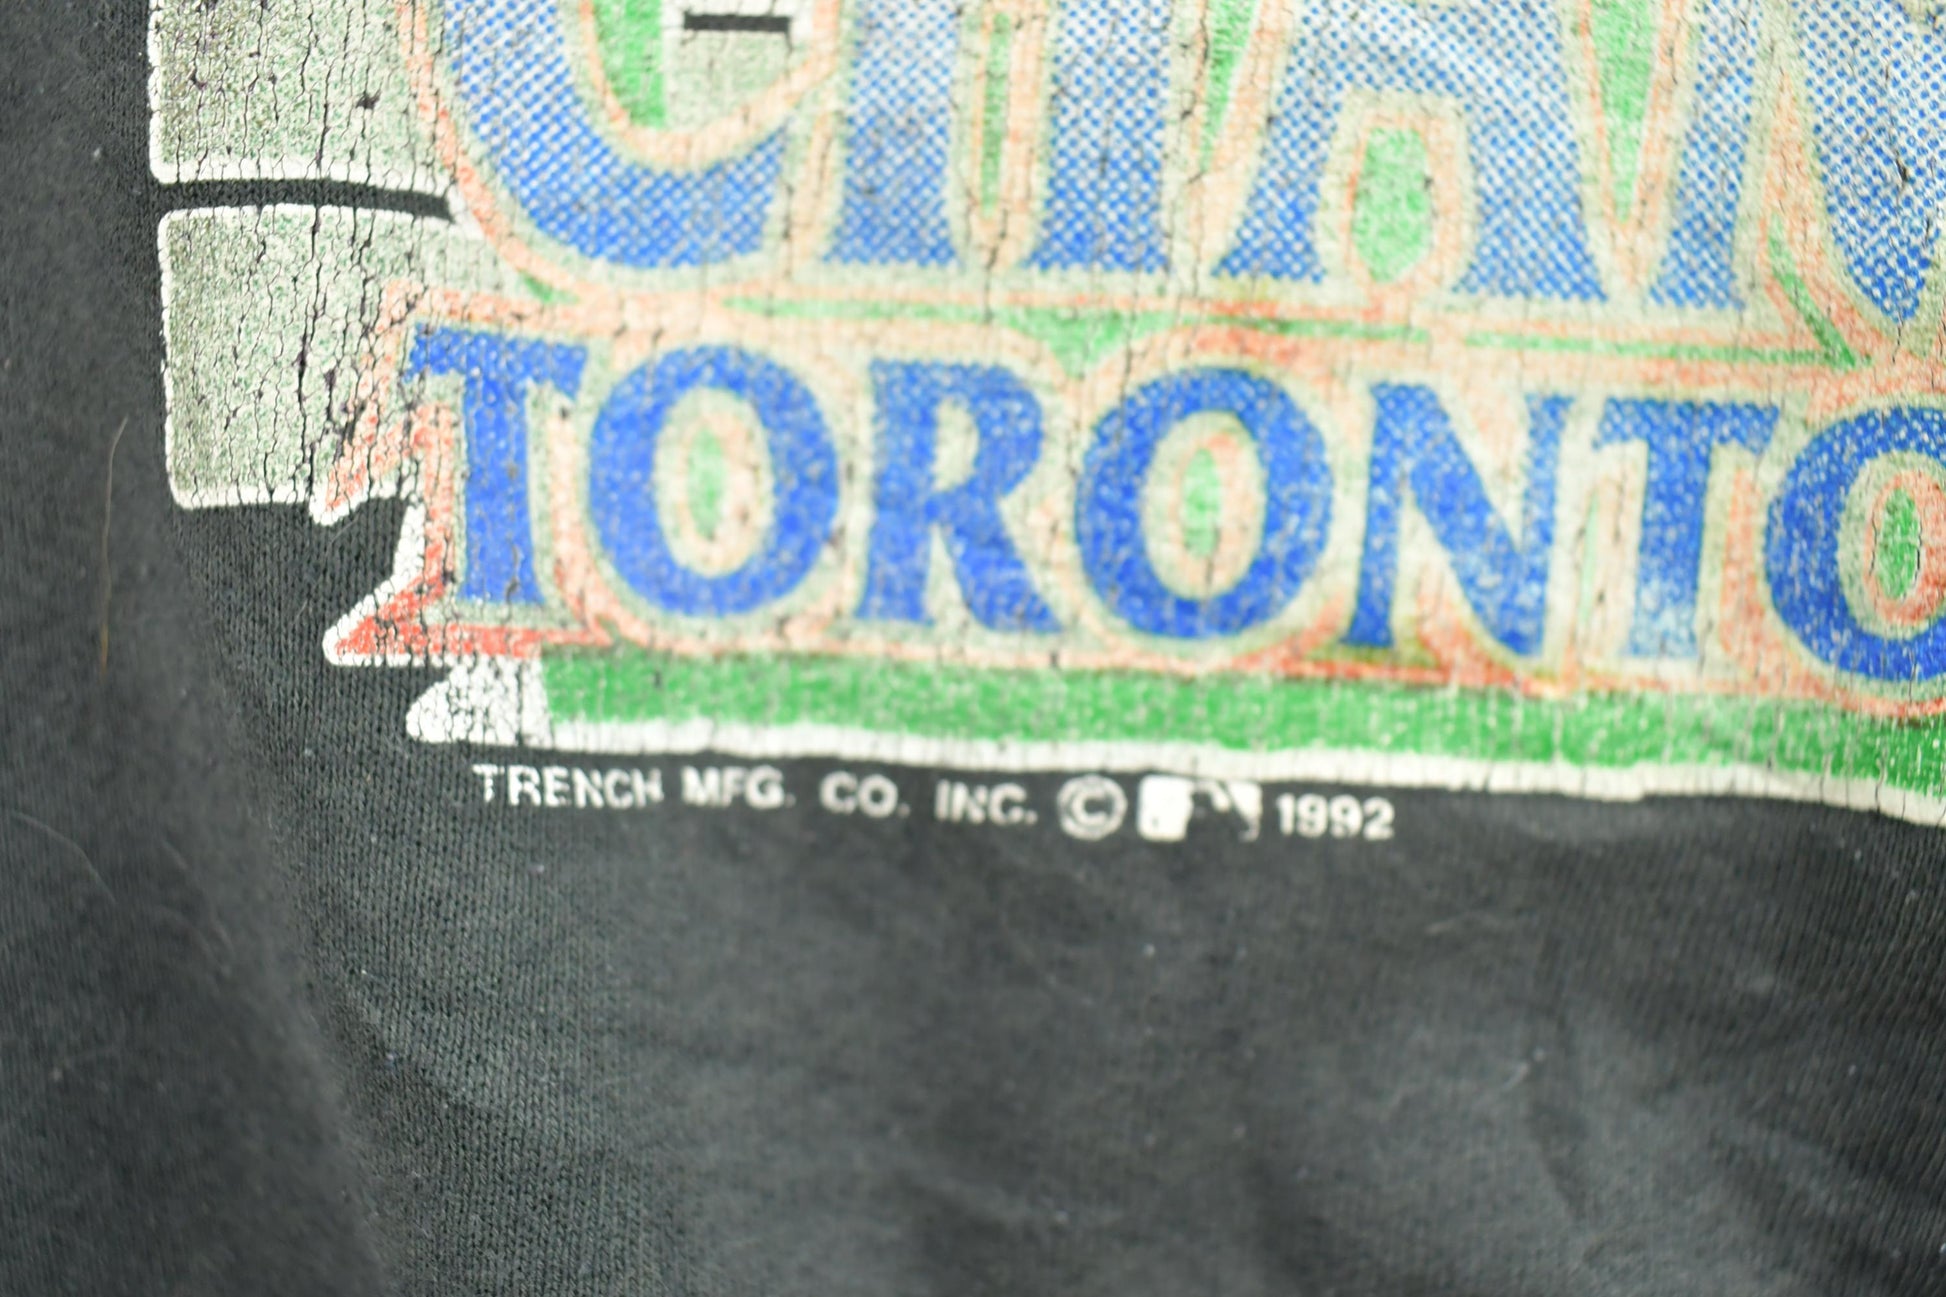 TORONTO
TRENCH MFG. CO. INC. © 1992